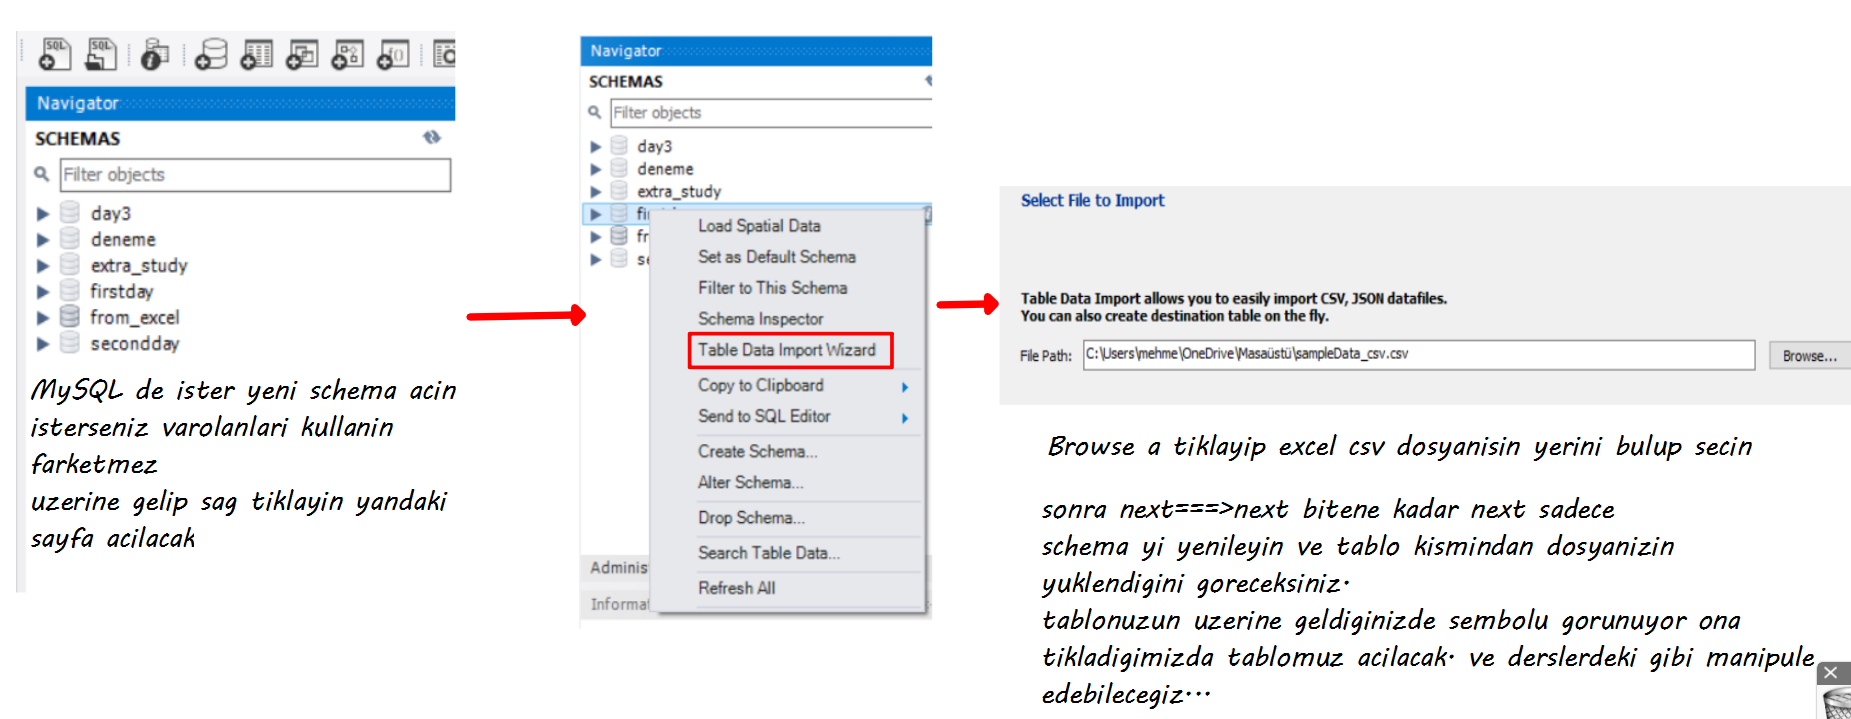 SQL
SQL
Navigator
SCHEMAS
Filter objects
day3
deneme
extra_study
firstday
from_excel
secondday
MySQL de ister yeni schema acin
isterseniz varolanlari kullanin
farketmez
uzerine gelip sag tiklayin yandaki
sayfa acilacak
Navigator
SCHEMAS
Filter objects
day3
deneme
extra_study
fi
fr
se
Load Spatial Data
Set as Default Schema
Filter to This Schema
Schema Inspector
Table Data Import Wizard
Copy to Clipboard
Send to SQL Editor
Create Schema...
Alter Schema...
Drop Schema...
Search Table Data...
Refresh All
Adminis
Informa
Select File to Import
Table Data Import allows you to easily import CSV, JSON datafiles.
You can also create destination table on the fly.
File Path: C:\Users\mehme\OneDrive\Masaüstü\sampleData_csv.csv Browse...
Browse a tiklayip excel csv dosyanisin yerini bulup secin
sonra next===>next bitene kadar next sadece
schema yi yenileyin ve tablo kismindan dosyanizin
yuklendigini goreceksiniz.
tablonuzun uzerine geldiginizde sembolu gorunuyor ona
tikladigimizda tablomuz acilacak. ve derslerdeki gibi manipule
edebilecegiz...